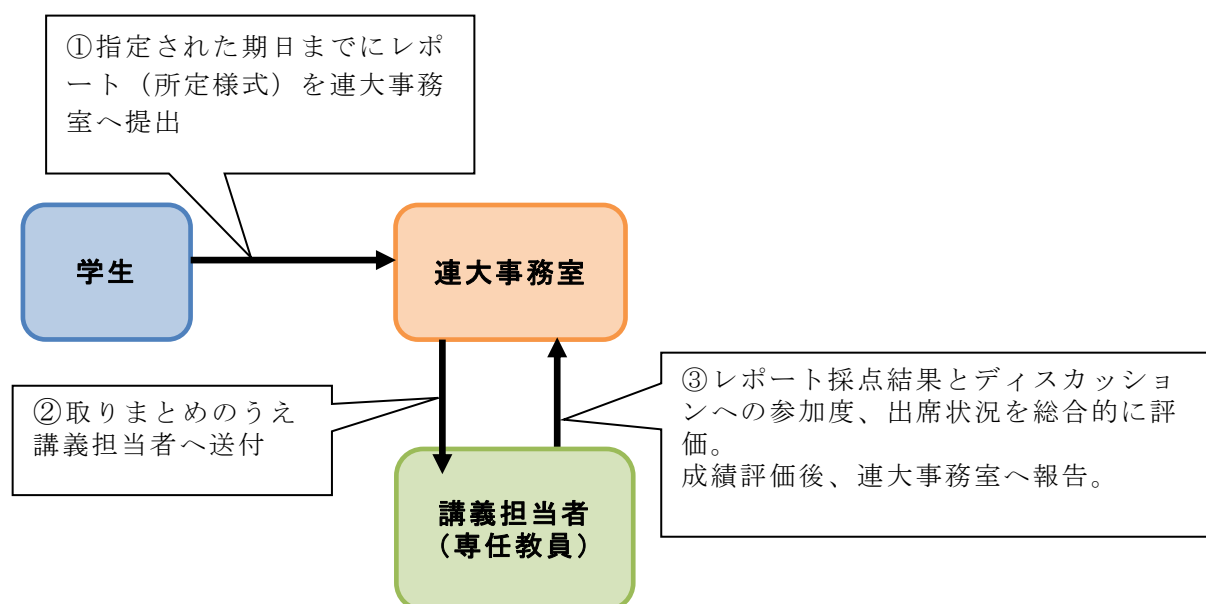 ①指定された期日までにレポ
ート（所定様式）を連大事務
室へ提出
学生
連大事務室
②取りまとめのうえ
講義担当者へ送付
③レポート採点結果とディスカッショ
ンへの参加度、出席状況を総合的に評
価。
成績評価後、連大事務室へ報告。
講義担当者
（専任教員）